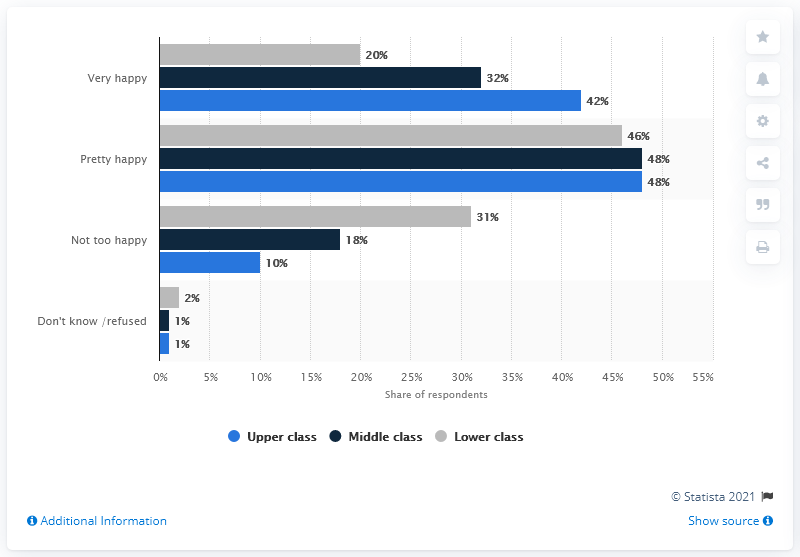 Very happy
20%
32%
42%
Pretty happy
46%
48%
48%
Not too happy
31%
18%
10%
Don't know /refused
2%
1%
1%
0% 5% 10% 15% 20% 25% 30% 35% 40% 45% 50% 55%
Share of respondents
Upper class Middle class Lower class
© Statista 2021
Additional Information Show source